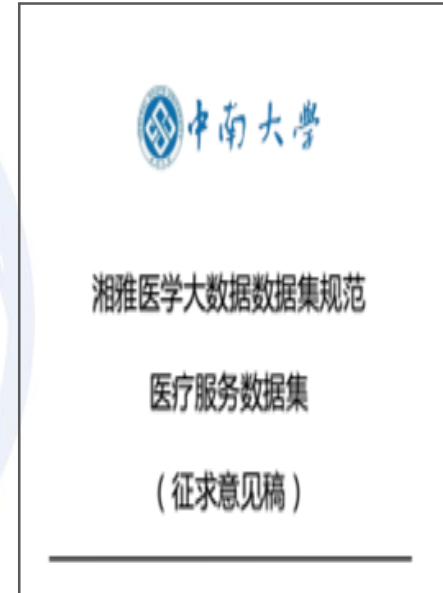 中南大學
湘雅医学大数据数据集规范
医疗服务数据集
（征求意见稿）